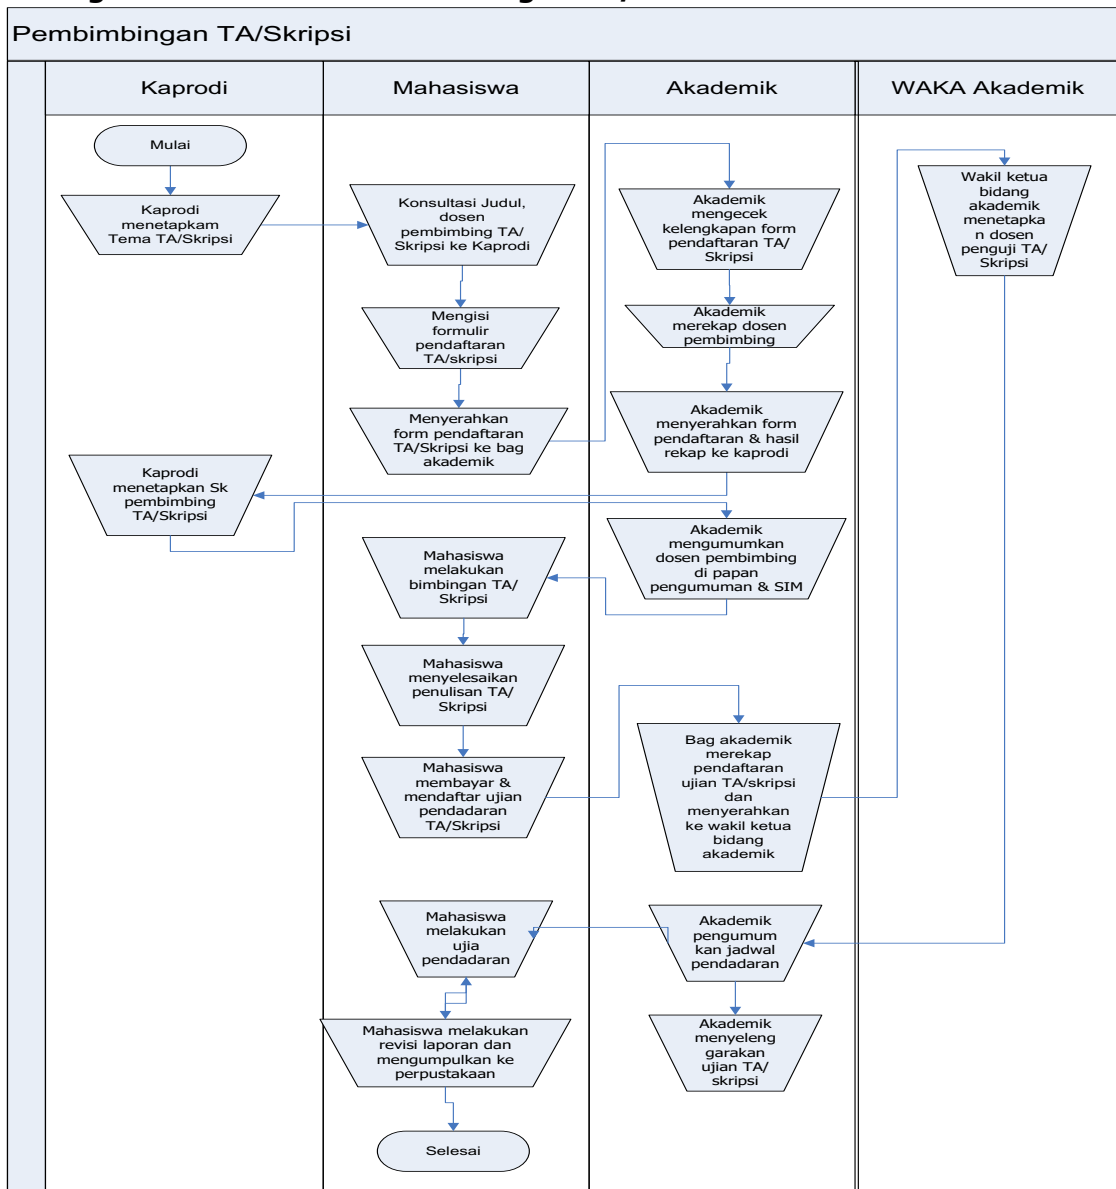 Pembimbingan TA/Skripsi
Kaprodi
Mahasiswa
Akademik
WAKA Akademik
Mulai
Kaprodi
menetapkam
Tema TA/Skripsi
Konsultasi Judul,
dosen
pembimbing TA/
Skripsi ke Kaprodi
Mengisi
formulir
pendaftaran
TA/skripsi
Menyerahkan
form pendaftaran
TA/Skripsi ke bag
akademik
Akademik
mengecek
kelengkapan form
pendaftaran TA/
Skripsi
Akademik
merekap dosen
pembimbing
Akademik
menyerahkan form
pendaftaran & hasil
rekap ke kaprodi
Kaprodi
menetapkan Sk
pembimbing
TA/Skripsi
Akademik
mengumumkan
dosen pembimbing
di papan
pengumuman & SIM
Mahasiswa
melakukan
bimbingan TA/
Skripsi
Mahasiswa
menyelesaikan
penulisan TA/
Skripsi
Mahasiswa
membayar &
mendaftar ujian
pendadaran
TA/Skripsi
Bag akademik
merekap
pendaftaran
ujian TA/skripsi
dan
menyerahkan
ke wakil ketua
bidang
akademik
Wakil ketua
bidang
akademik
menetapka
n dosen
penguji TA/
Skripsi
Akademik
pengumum
kan jadwal
pendadaran
Mahasiswa
melakukan
ujia
pendadaran
Akademik
menyeleng
garakan
ujian TA/
skripsi
Mahasiswa melakukan
revisi laporan dan
mengumpulkan ke
perpustakaan
Selesai